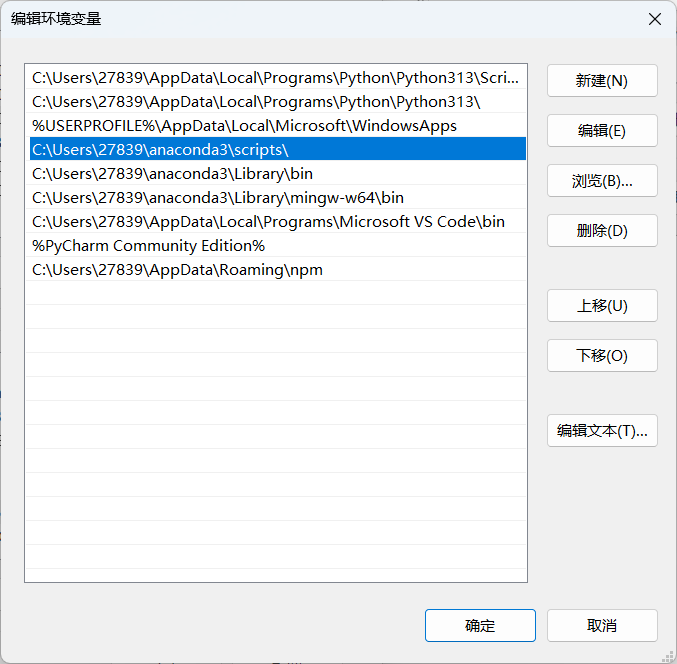 编辑环境变量
C:\Users\27839\AppData\Local\Programs\Python\Python313\Scri...
C:\Users\27839\AppData\Local\Programs\Python\Python313\
%USERPROFILE%\AppData\Local\Microsoft\WindowsApps
C:\Users\27839\anaconda3\scripts\
C:\Users\27839\anaconda3\Library\bin
C:\Users\27839\anaconda3\Library\mingw-w64\bin
C:\Users\27839\AppData\Local\Programs\Microsoft VS Code\bin
%PyCharm Community Edition%
C:\Users\27839\AppData\Roaming\npm
新建(N)
编辑(E)
浏览(B)...
删除(D)
上移(U)
下移(O)
编辑文本(T)...
确定
取消